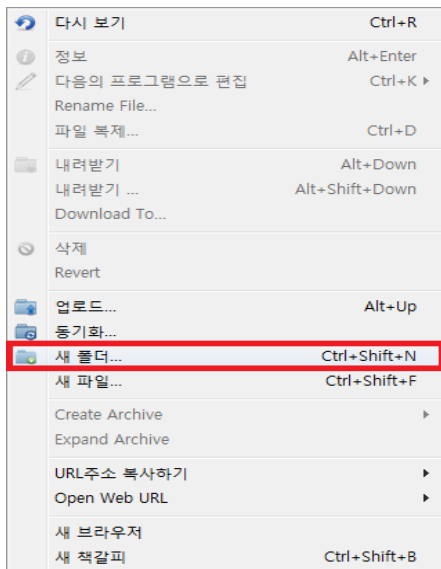 다시 보기 Ctrl+R
정보 Alt+Enter
다음의 프로그램으로 편집 Ctrl+K
Rename File...
파일 복제... Ctrl+D
내려받기 Alt+Down
내려받기 ... Alt+Shift+Down
Download To...
삭제
Revert
업로드... Alt+Up
동기화...
새 폴더... Ctrl+Shift+N
새 파일... Ctrl+Shift+F
Create Archive
Expand Archive
URL주소 복사하기
Open Web URL
새 브라우저
새 책갈피 Ctrl+Shift+B